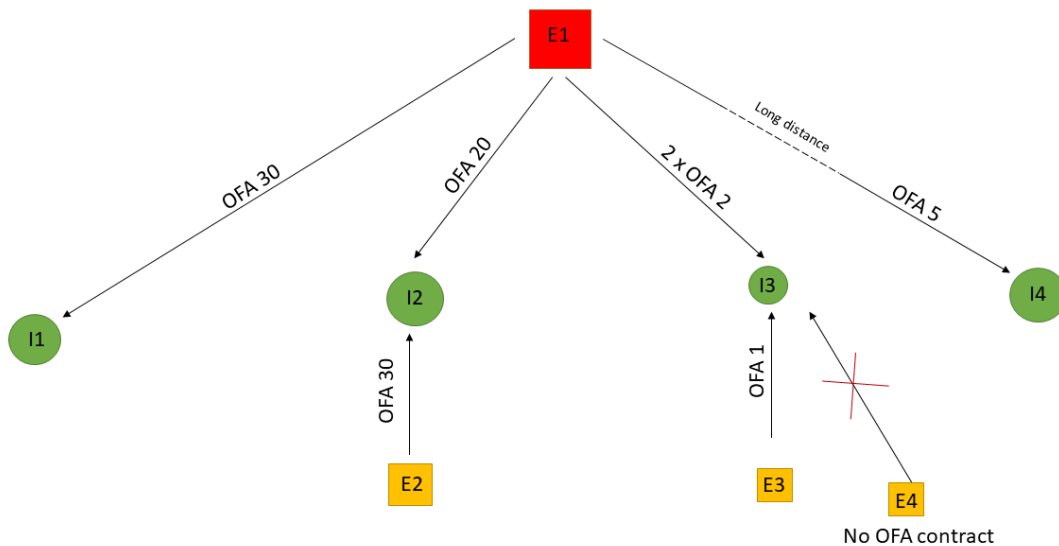 E1
Long distance
OFA 30
OFA 20
2 x OFA 2
OFA 5
I1
I2
I3
I4
OFA 30
OFA 1
E2
E3
E4
No OFA contract